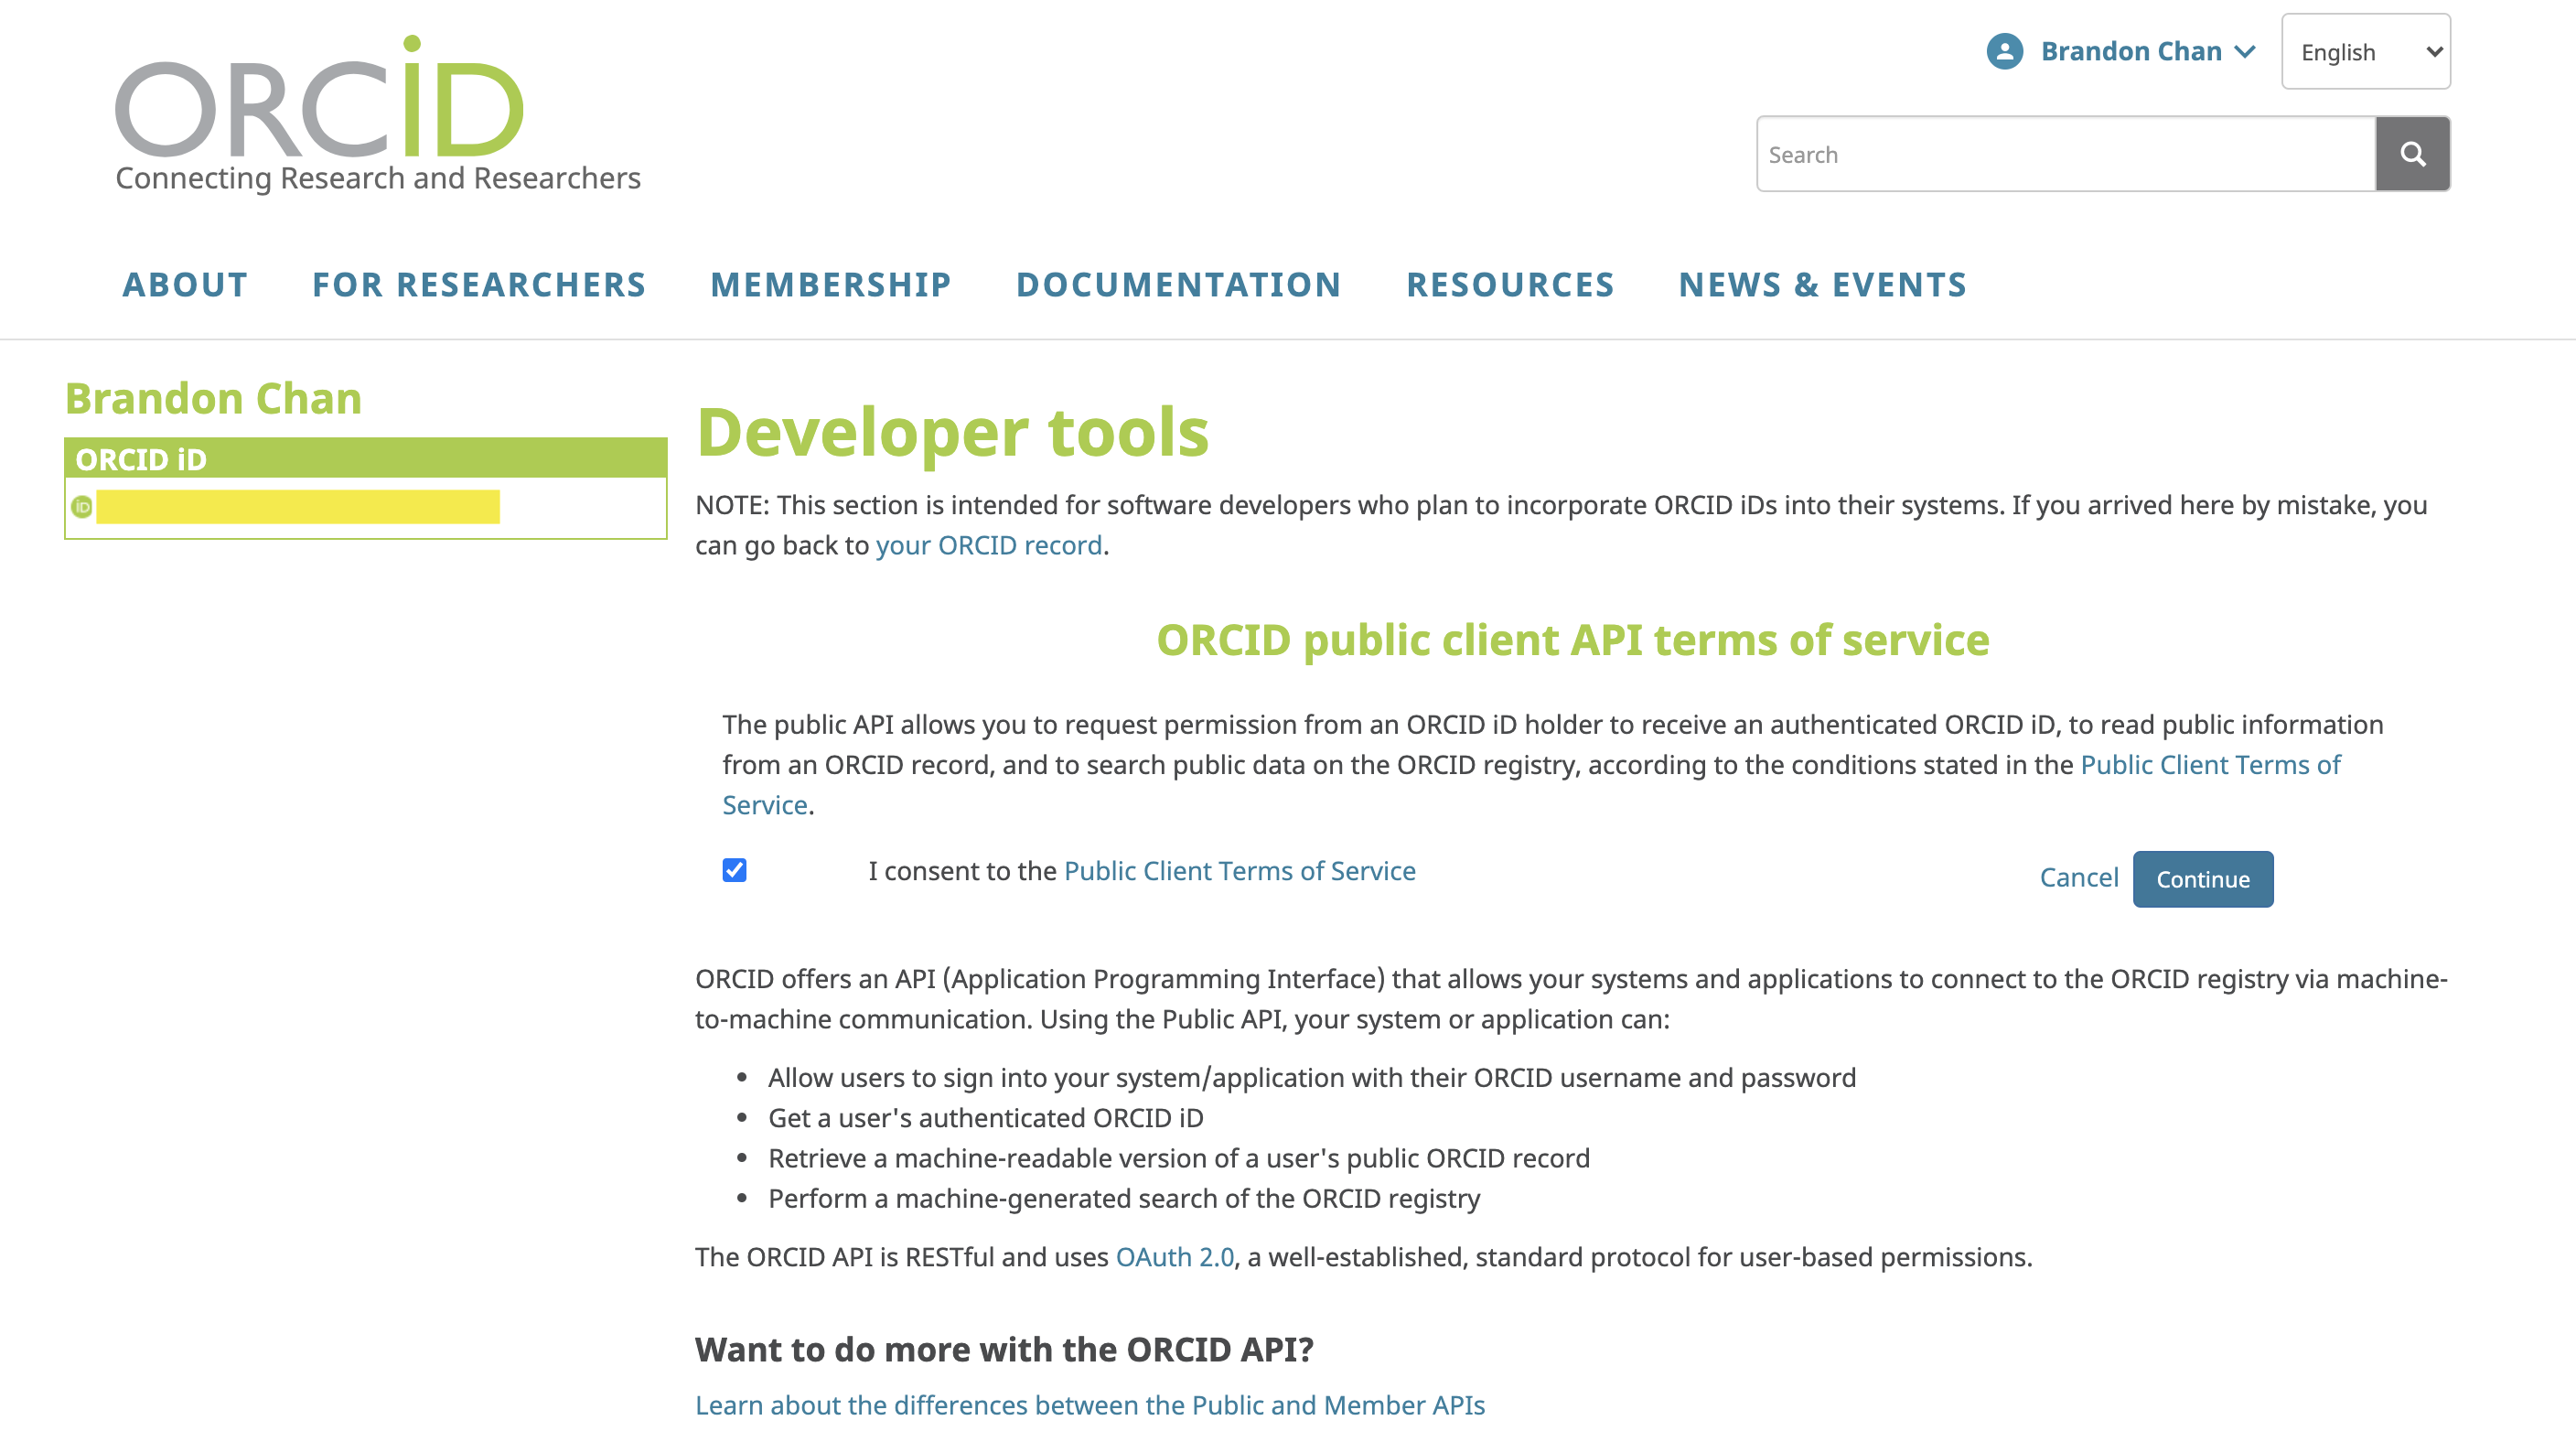 ORCID
Connecting Research and Researchers
Brandon Chan
English
Search
ABOUT
FOR RESEARCHERS
MEMBERSHIP
DOCUMENTATION
RESOURCES
NEWS & EVENTS
Brandon Chan
ORCID iD
iD
Developer tools
NOTE: This section is intended for software developers who plan to incorporate ORCID iDs into their systems. If you arrived here by mistake, you
can go back to your ORCID record.
ORCID public client API terms of service
The public API allows you to request permission from an ORCID iD holder to receive an authenticated ORCID iD, to read public information
from an ORCID record, and to search public data on the ORCID registry, according to the conditions stated in the Public Client Terms of
Service.
I consent to the Public Client Terms of Service
Cancel
Continue
ORCID offers an API (Application Programming Interface) that allows your systems and applications to connect to the ORCID registry via machine-
to-machine communication. Using the Public API, your system or application can:
• Allow users to sign into your system/application with their ORCID username and password
• Get a user's authenticated ORCID iD
• Retrieve a machine-readable version of a user's public ORCID record
• Perform a machine-generated search of the ORCID registry
The ORCID API is RESTful and uses OAuth 2.0, a well-established, standard protocol for user-based permissions.
Want to do more with the ORCID API?
Learn about the differences between the Public and Member APIs